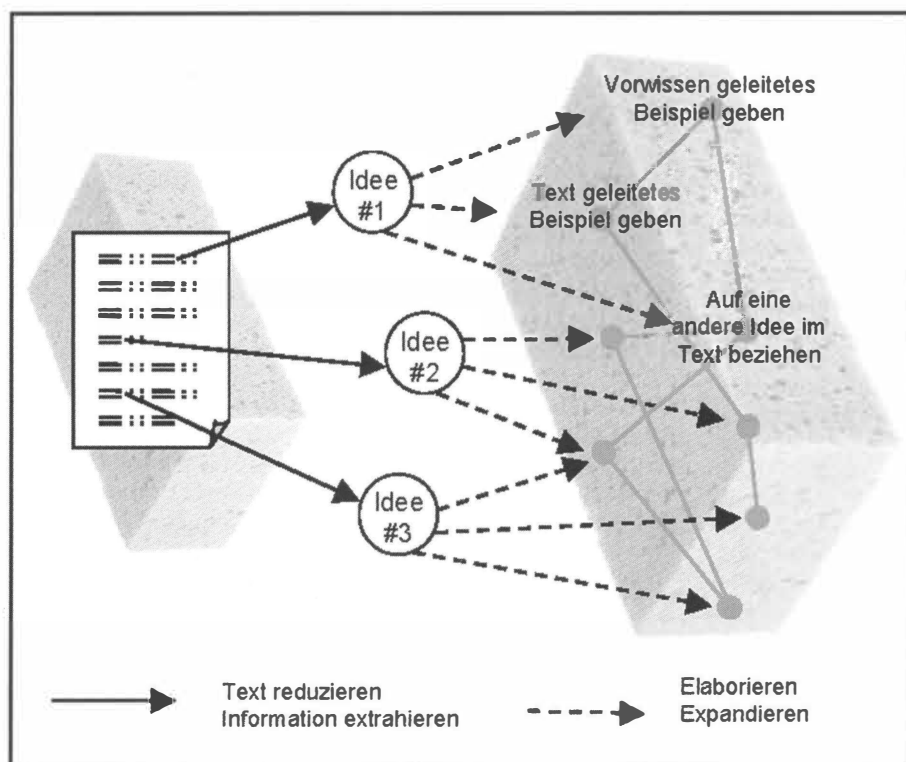 Vorwissen geleitetes
Beispiel geben
Idee
#1
Text geleitetes
Beispiel geben
Auf eine
andere Idee im
Text beziehen
Idee
#2
Idee
#3
Text reduzieren
Information extrahieren
Elaborieren
Expandieren